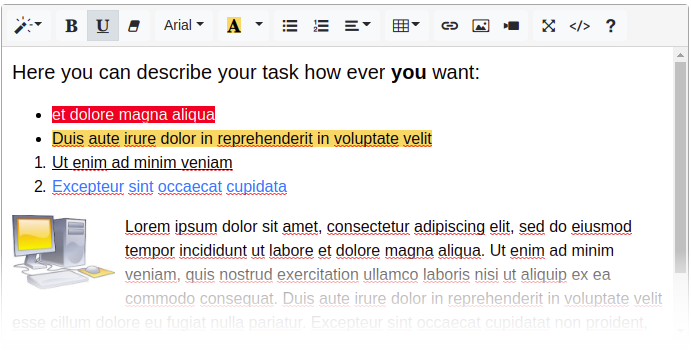 B U Arial A </> ?
Here you can describe your task how ever you want:
• et dolore magna aliqua
• Duis aute irure dolor in reprehenderit in voluptate velit
1. Ut enim ad minim veniam
2. Excepteur sint occaecat cupidata
Lorem ipsum dolor sit amet, consectetur adipiscing elit, sed do eiusmod
tempor incididunt ut labore et dolore magna aliqua. Ut enim ad minim
veniam, quis nostrud exercitation ullamco laboris nisi ut aliquip ex ea
commodo consequat. Duis aute irure dolor in reprehenderit in voluptate velit
esse cillum dolore eu fugiat nulla pariatur. Excepteur sint occaecat cupidatat non proident,